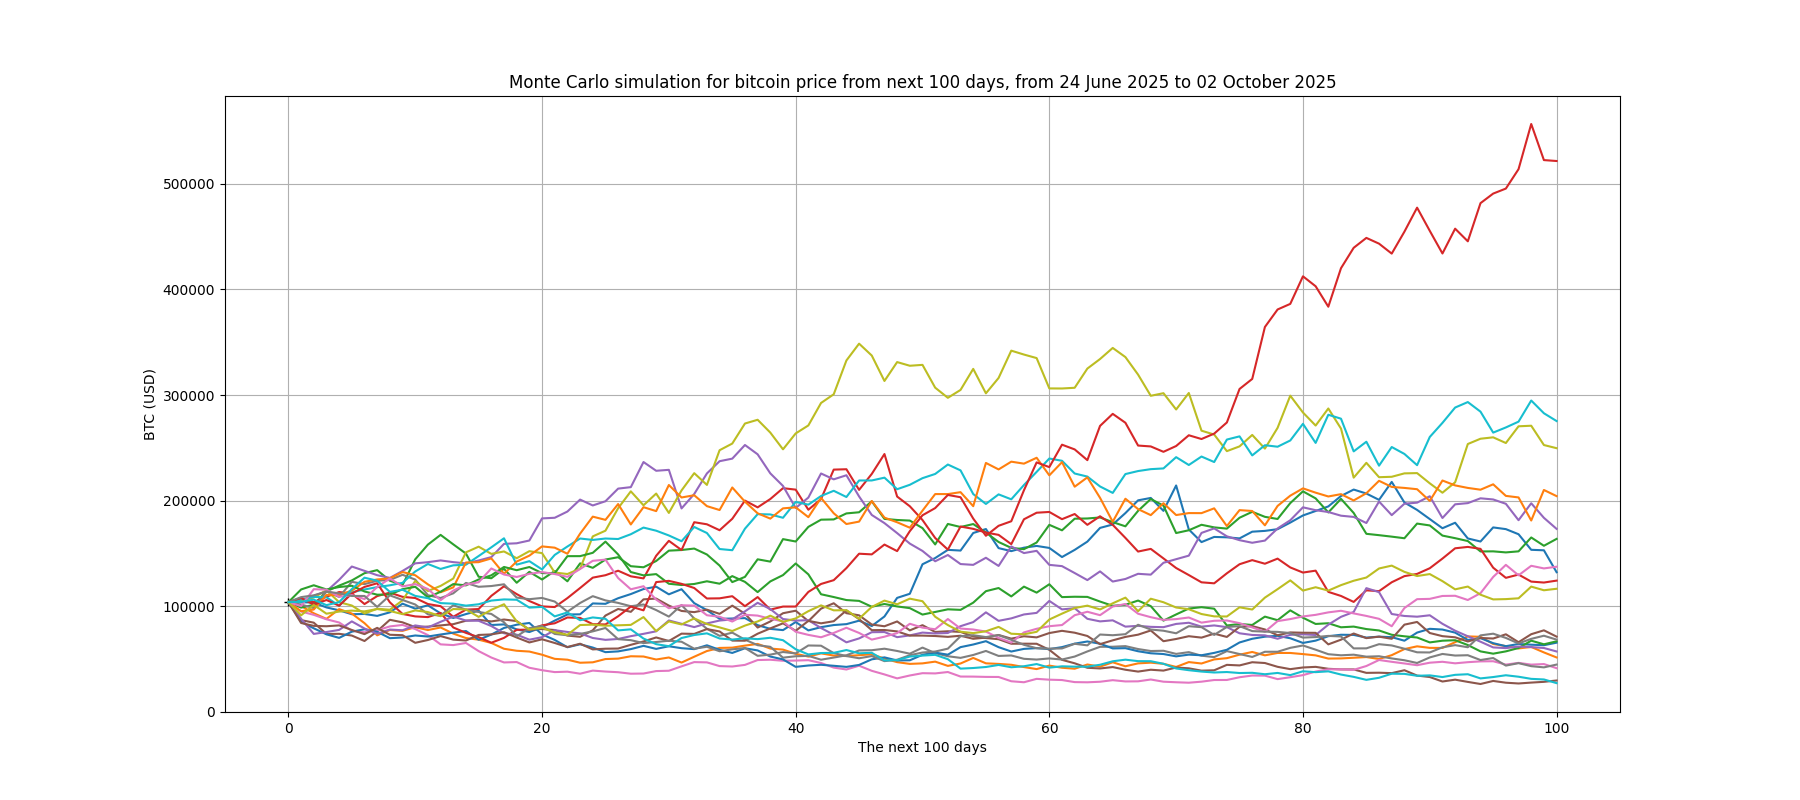 Monte Carlo simulation for bitcoin price from next 100 days, from 24 June 2025 to 02 October 2025
500000
400000
300000
200000
100000
0
BTC (USD)
0 20 40 60 80 100
The next 100 days